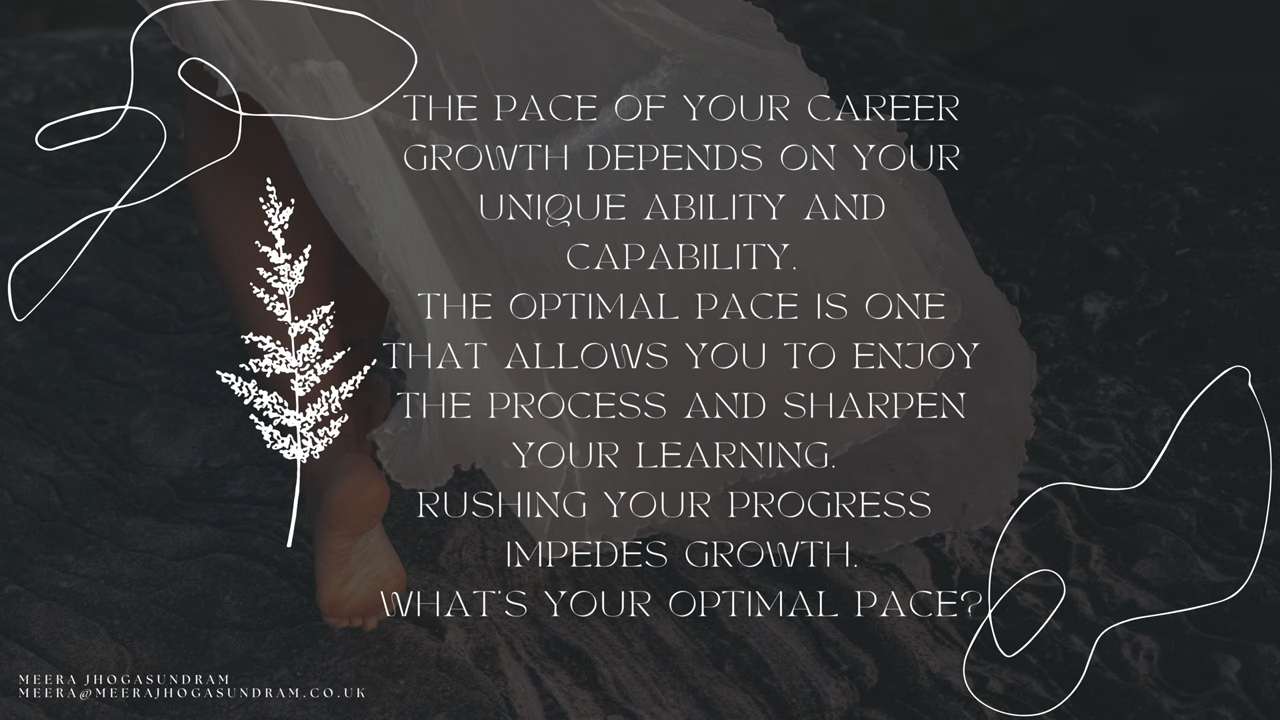 THE PACE OF YOUR CAREER
GROWTH DEPENDS ON YOUR
UNIQUE ABILITY AND
CAPABILITY.
THE OPTIMAL PACE IS ONE
THAT ALLOWS YOU TO ENJOY
THE PROCESS AND SHARPEN
YOUR LEARNING.
RUSHING YOUR PROGRESS
IMPEDES GROWTH.
WHAT'S YOUR OPTIMAL PACE?
MEERA JHOGASUNDRAM
MEERA@MEERAJHOGASUNDRAM.CO.UK